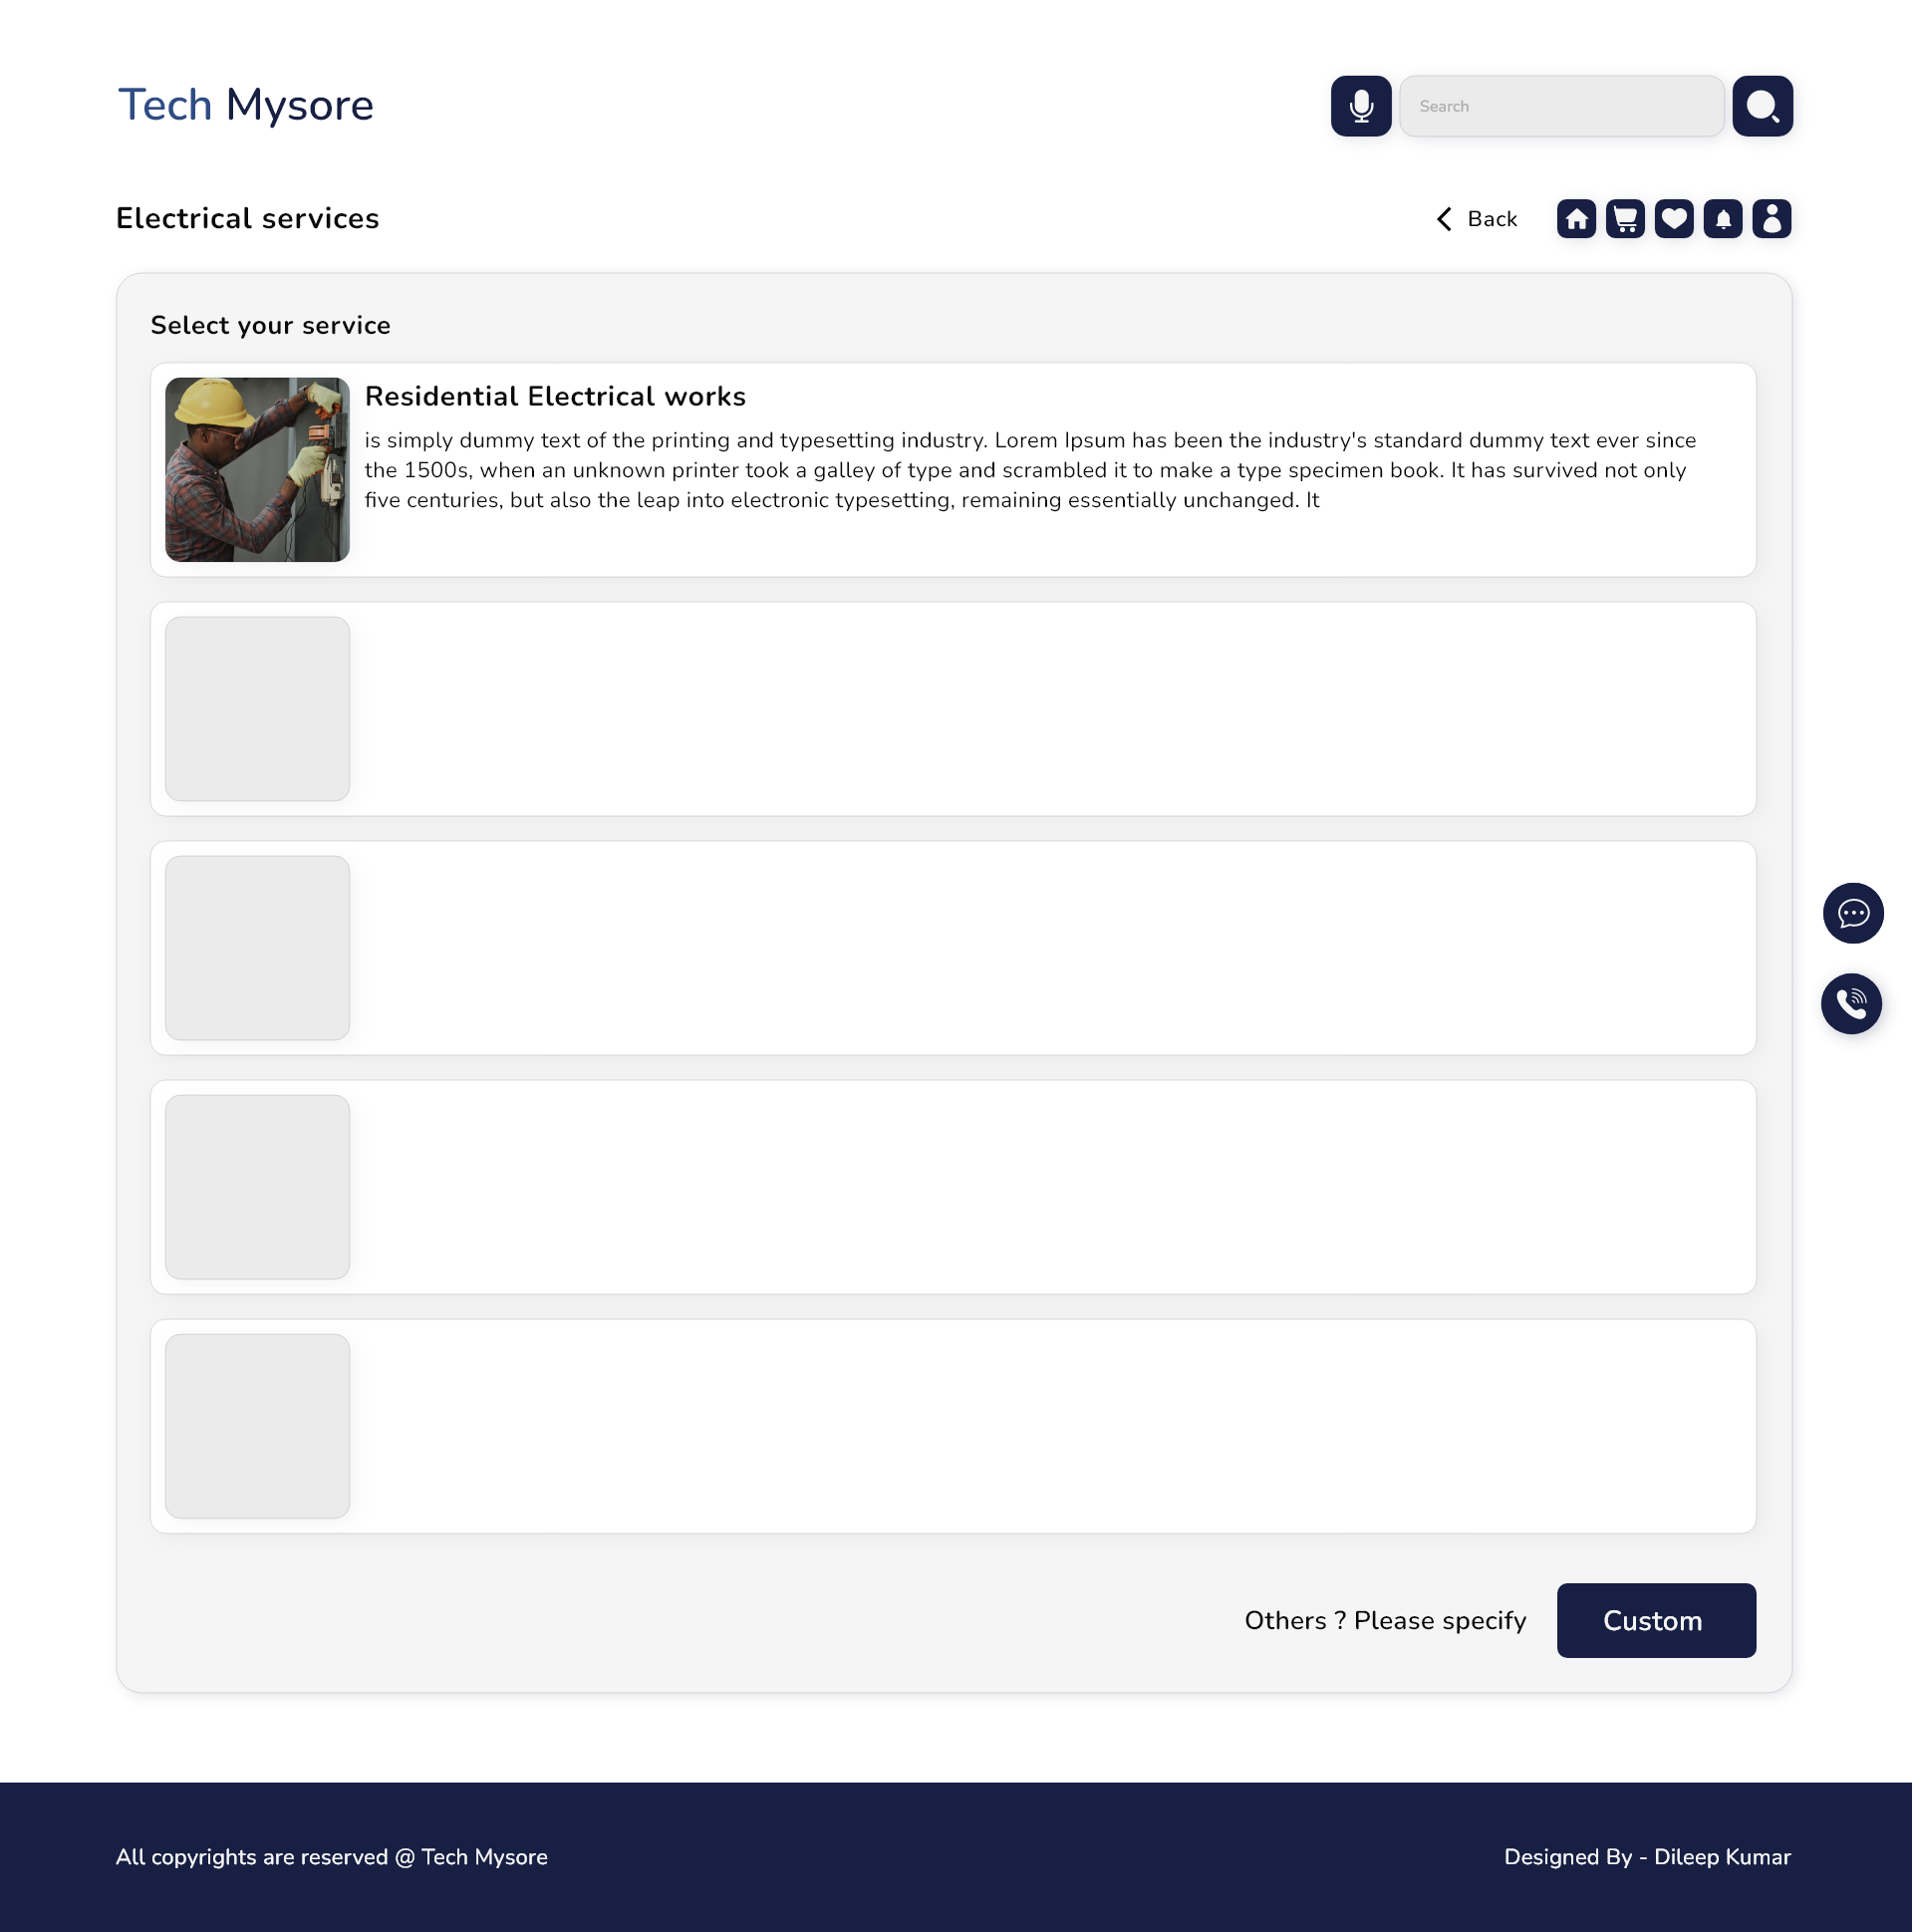 Tech Mysore
Search
Electrical services
Back
Select your service
Residential Electrical works
is simply dummy text of the printing and typesetting industry. Lorem Ipsum has been the industry's standard dummy text ever since
the 1500s, when an unknown printer took a galley of type and scrambled it to make a type specimen book. It has survived not only
five centuries, but also the leap into electronic typesetting, remaining essentially unchanged. It
Others ? Please specify
Custom
All copyrights are reserved @ Tech Mysore
Designed By - Dileep Kumar